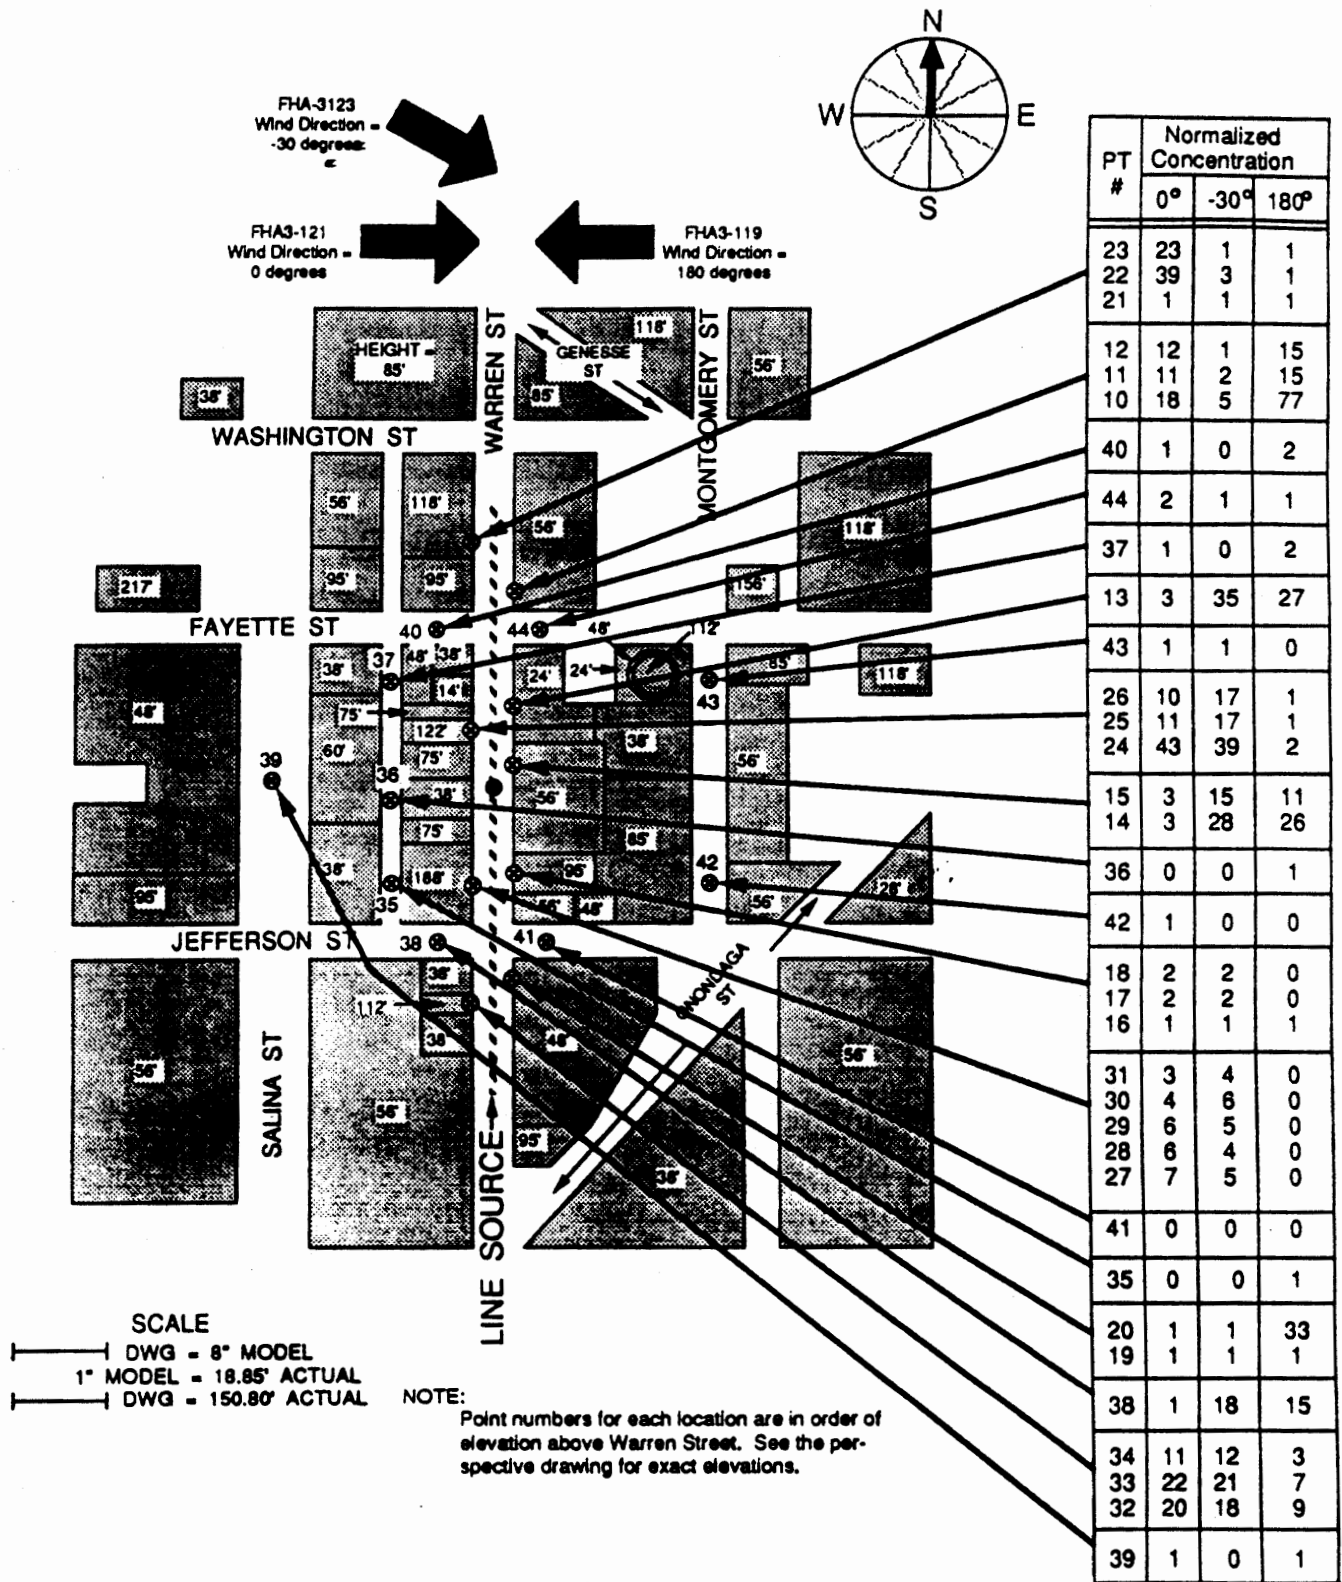 N
W E
S
FHA-3123
Wind Direction =
-30 degrees
FHA3-121
Wind Direction =
0 degrees
FHA3-119
Wind Direction =
180 degrees
PT
#
Normalized
Concentration
0° -30° 180°
23 23 1 1
22 39 3 1
21 1 1 1
12 12 1 15
11 11 2 15
10 18 5 77
40 1 0 2
44 2 1 1
37 1 0 2
13 3 35 27
43 1 1 0
26 10 17 1
25 11 17 1
24 43 39 2
15 3 15 11
14 3 28 26
36 0 0 1
42 1 0 0
18 2 2 0
17 2 2 0
16 1 1 1
31 3 4 0
30 4 6 0
29 6 5 0
28 6 4 0
27 7 5 0
41 0 0 0
35 0 0 1
20 1 1 33
19 1 1 1
38 1 18 15
34 11 12 3
33 22 21 7
32 20 18 9
39 1 0 1
HEIGHT =
85'
WARREN ST
GENESSE
ST
118'
85'
MONTGOMERY ST
56'
38'
WASHINGTON ST
56'
118'
56'
118'
95'
95'
217'
156'
FAYETTE ST
40
44
48'
112'
37
38'
48'
38'
14'
24'
24'
43
85'
118'
48'
75'
122'
38'
39
60'
75'
36
38'
56'
56'
75'
85'
38'
168'
95'
42
28'
95'
35
56'
48'
56'
JEFFERSON ST
38
41
ONONDAGA
ST
38'
112'
38
48'
56'
SALINA ST
56'
56'
95'
38'
LINE SOURCE
SCALE
DWG = 8" MODEL
1" MODEL = 18.85' ACTUAL
DWG = 150.80' ACTUAL
NOTE:
Point numbers for each location are in order of
elevation above Warren Street. See the per-
spective drawing for exact elevations.